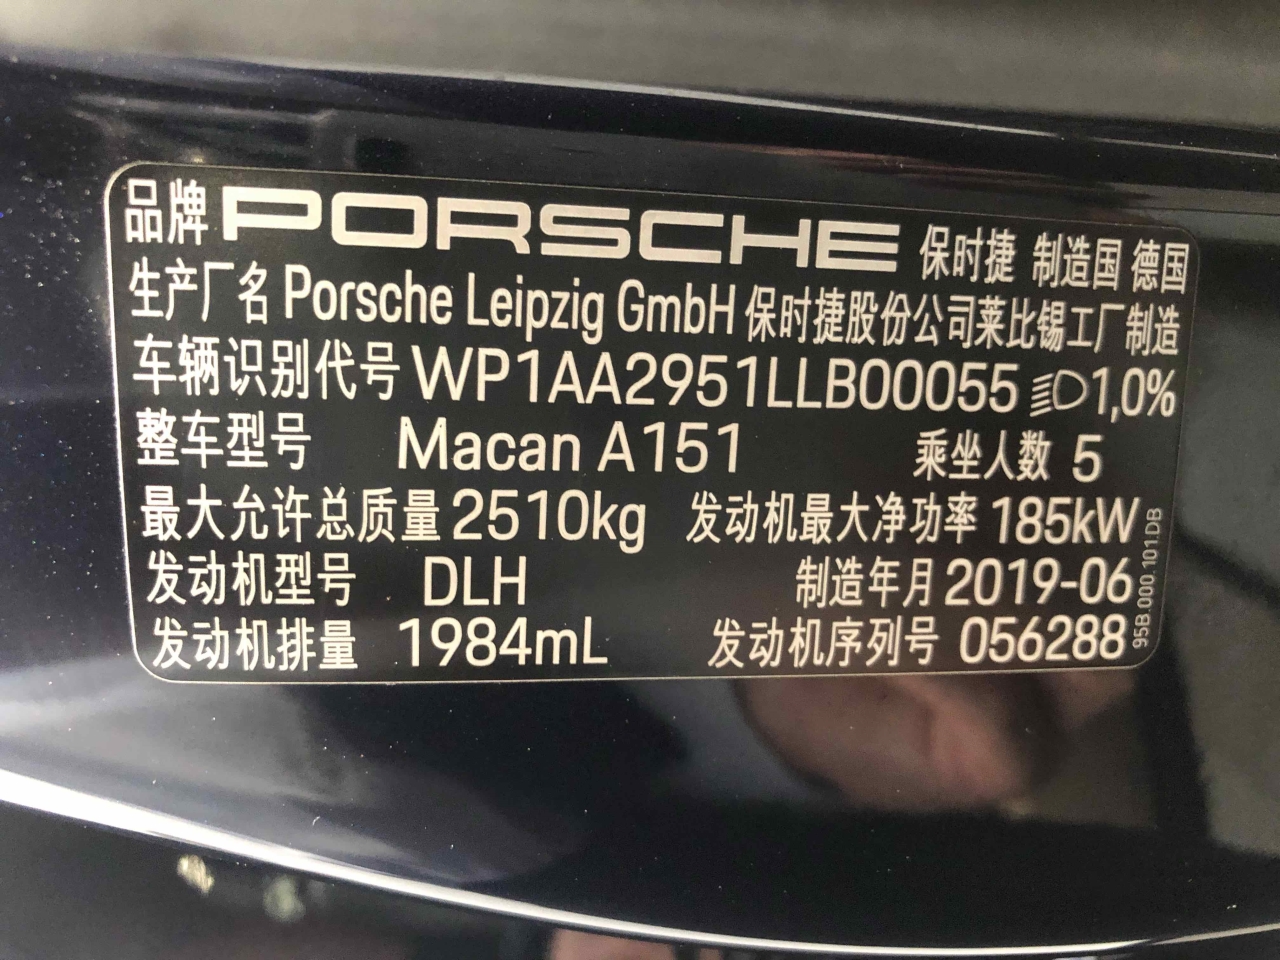 品牌 PORSCHE 保时捷 制造国 德国
生产厂名 Porsche Leipzig GmbH 保时捷股份公司莱比锡工厂制造
车辆识别代号 WP1AA2951LLB00055 1,0%
整车型号 Macan A151 乘坐人数 5
最大允许总质量 2510kg 发动机最大净功率 185kW
发动机型号 DLH 制造年月 2019-06
发动机排量 1984mL 发动机序列号 056288
95B.000.101.DB